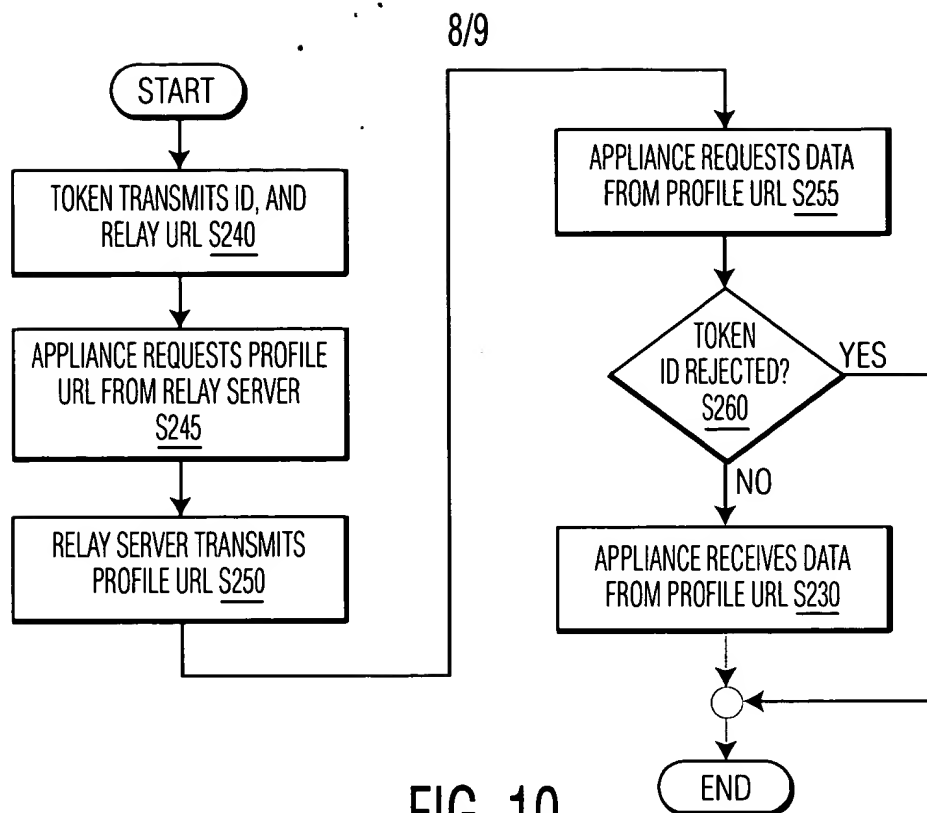 8/9
START
TOKEN TRANSMITS ID, AND
RELAY URL S240
APPLIANCE REQUESTS PROFILE
URL FROM RELAY SERVER
S245
RELAY SERVER TRANSMITS
PROFILE URL S250
APPLIANCE REQUESTS DATA
FROM PROFILE URL S255
TOKEN
ID REJECTED?
S260
YES
NO
APPLIANCE RECEIVES DATA
FROM PROFILE URL S230
END
FIG. 10